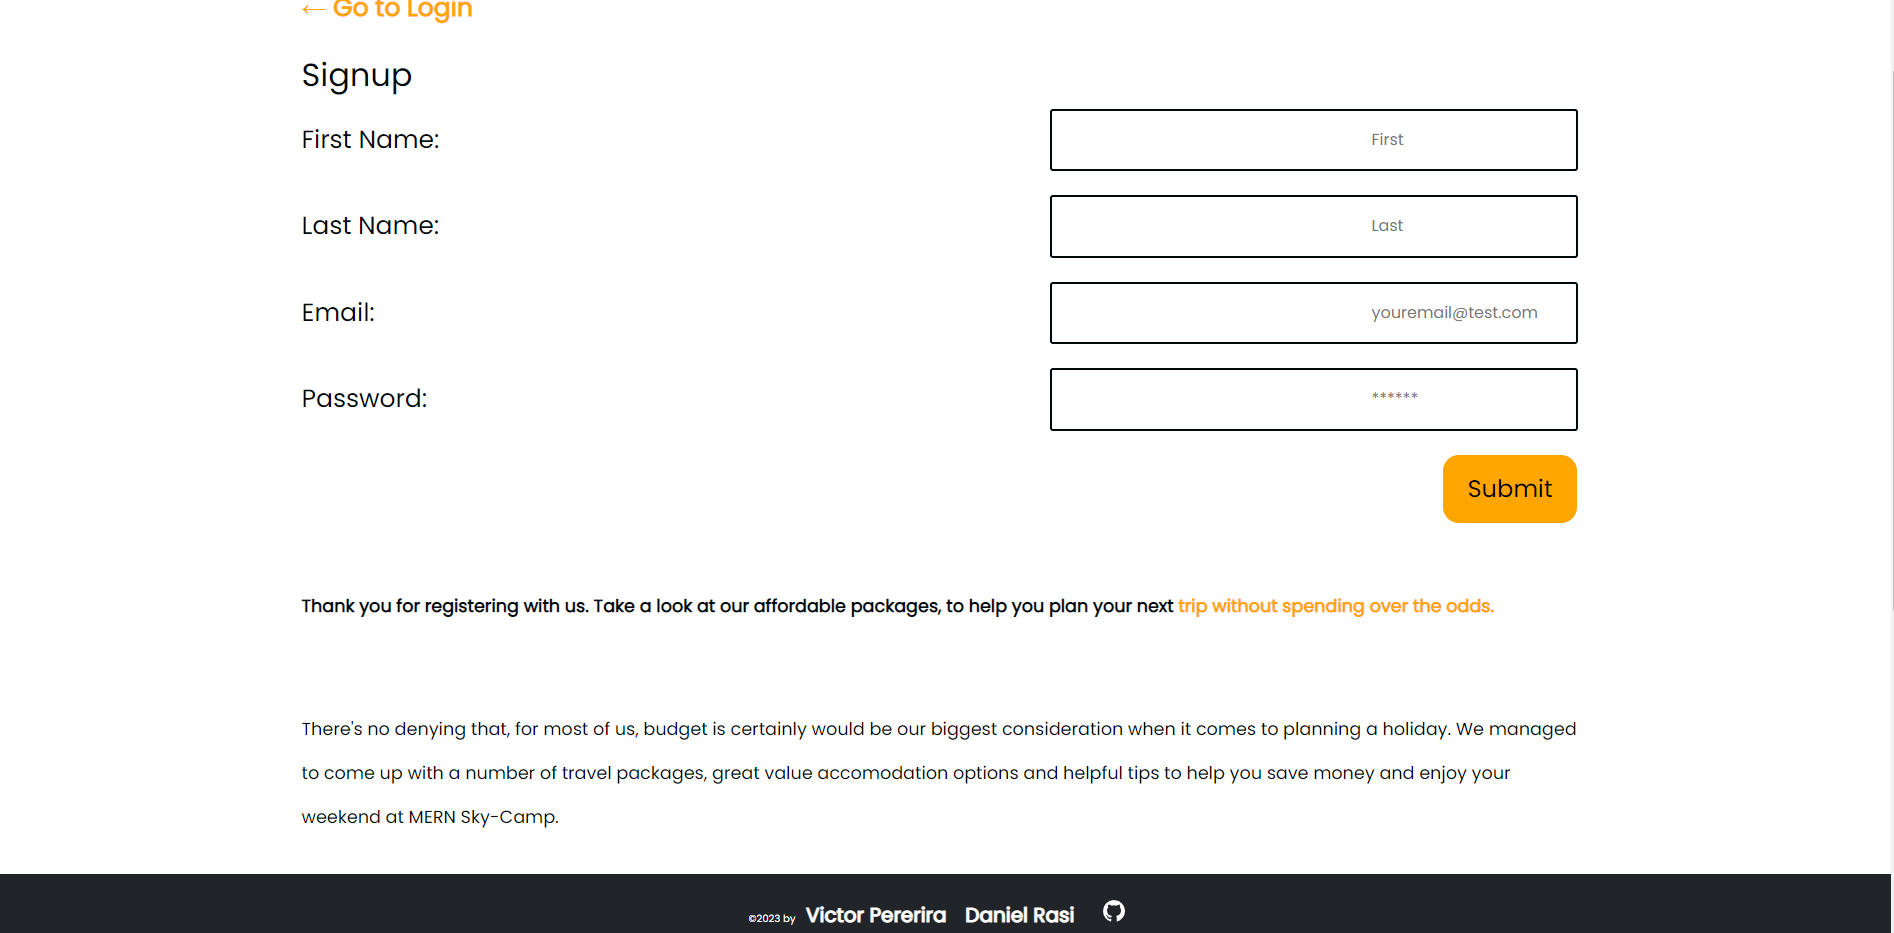 ← Go to Login
Signup
First Name:
First
Last Name:
Last
Email:
youremail@test.com
Password:
******
Submit
Thank you for registering with us. Take a look at our affordable packages, to help you plan your next trip without spending over the odds.
There's no denying that, for most of us, budget is certainly would be our biggest consideration when it comes to planning a holiday. We managed
to come up with a number of travel packages, great value accomodation options and helpful tips to help you save money and enjoy your
weekend at MERN Sky-Camp.
©2023 by Victor Pererira Daniel Rasi